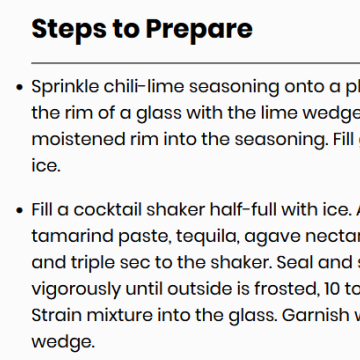 Steps to Prepare
• Sprinkle chili-lime seasoning onto a
the rim of a glass with the lime wedge
moistened rim into the seasoning. Fill
ice.
• Fill a cocktail shaker half-full with ice.
tamarind paste, tequila, agave nectar
and triple sec to the shaker. Seal and
vigorously until outside is frosted, 10 to
Strain mixture into the glass. Garnish
wedge.